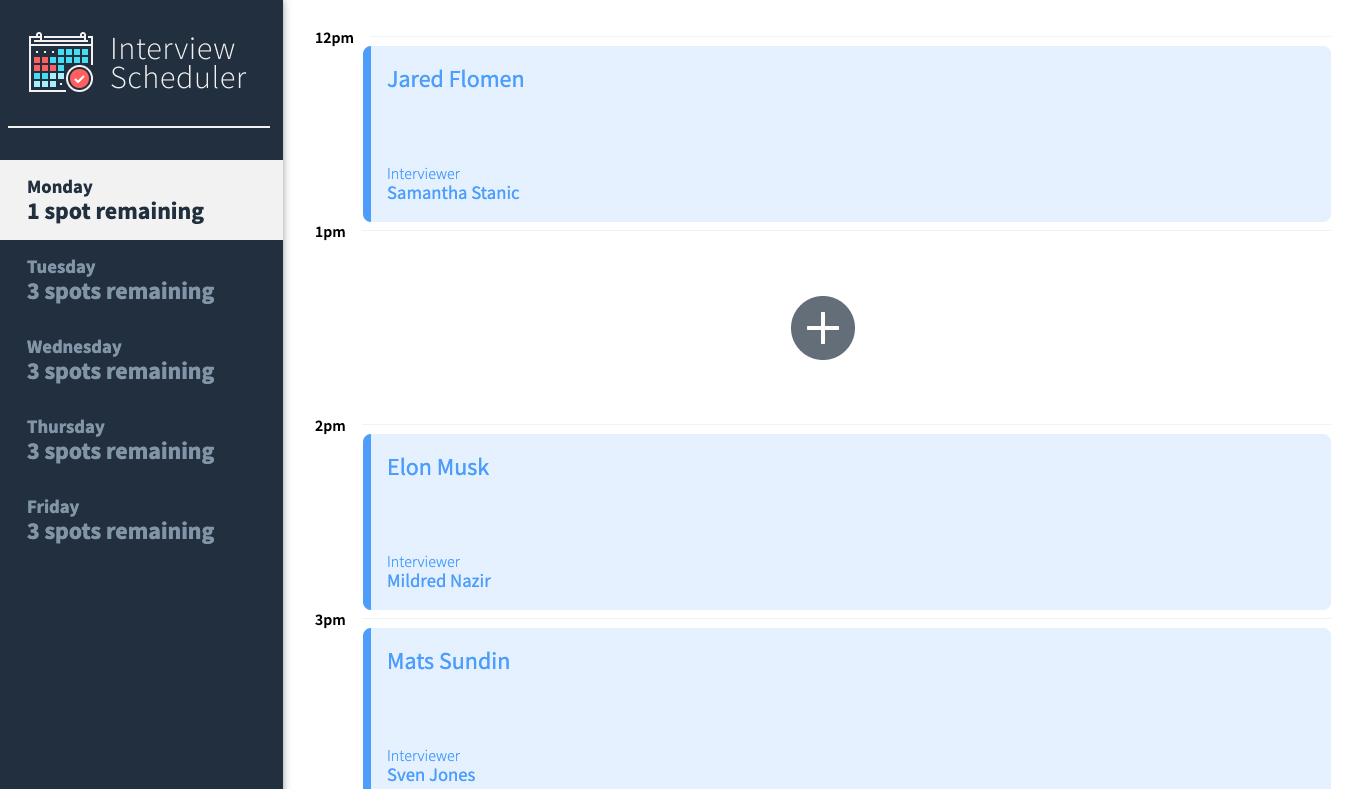 Interview
Scheduler
Monday
1 spot remaining
Tuesday
3 spots remaining
Wednesday
3 spots remaining
Thursday
3 spots remaining
Friday
3 spots remaining
12pm
Jared Flomen
Interviewer
Samantha Stanic
1pm
2pm
Elon Musk
Interviewer
Mildred Nazir
3pm
Mats Sundin
Interviewer
Sven Jones